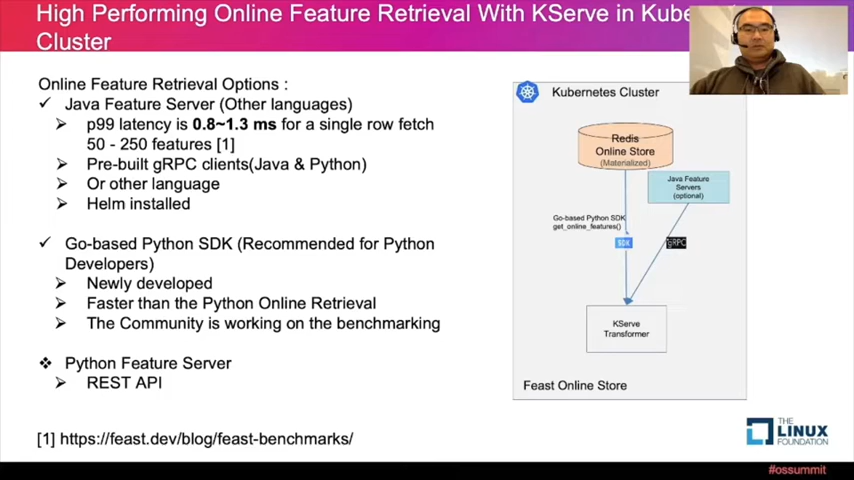 High Performing Online Feature Retrieval With KServe in Kube
Cluster
Online Feature Retrieval Options :
✓ Java Feature Server (Other languages)
➢ p99 latency is 0.8~1.3 ms for a single row fetch
50 - 250 features [1]
➢ Pre-built gRPC clients(Java & Python)
➢ Or other language
➢ Helm installed
✓ Go-based Python SDK (Recommended for Python
Developers)
➢ Newly developed
➢ Faster than the Python Online Retrieval
➢ The Community is working on the benchmarking
❖ Python Feature Server
➢ REST API
[1] https://feast.dev/blog/feast-benchmarks/
Kubernetes Cluster
Redis
Online Store
(Materialized)
Java Feature
Servers
(optional)
Go-based Python SDK
get_online_features()
SDK
gRPC
KServe
Transformer
Feast Online Store
THE
LINUX
FOUNDATION
#ossummit